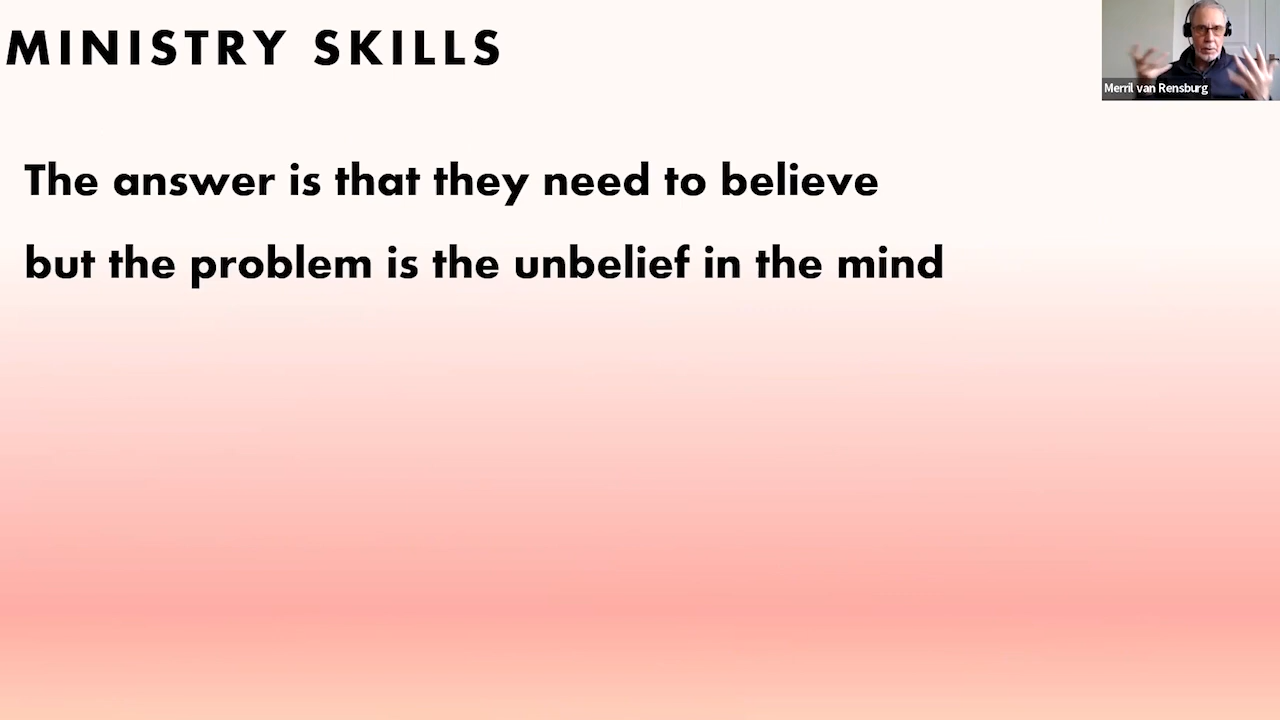 MINISTRY SKILLS
Merril van Rensburg
The answer is that they need to believe
but the problem is the unbelief in the mind